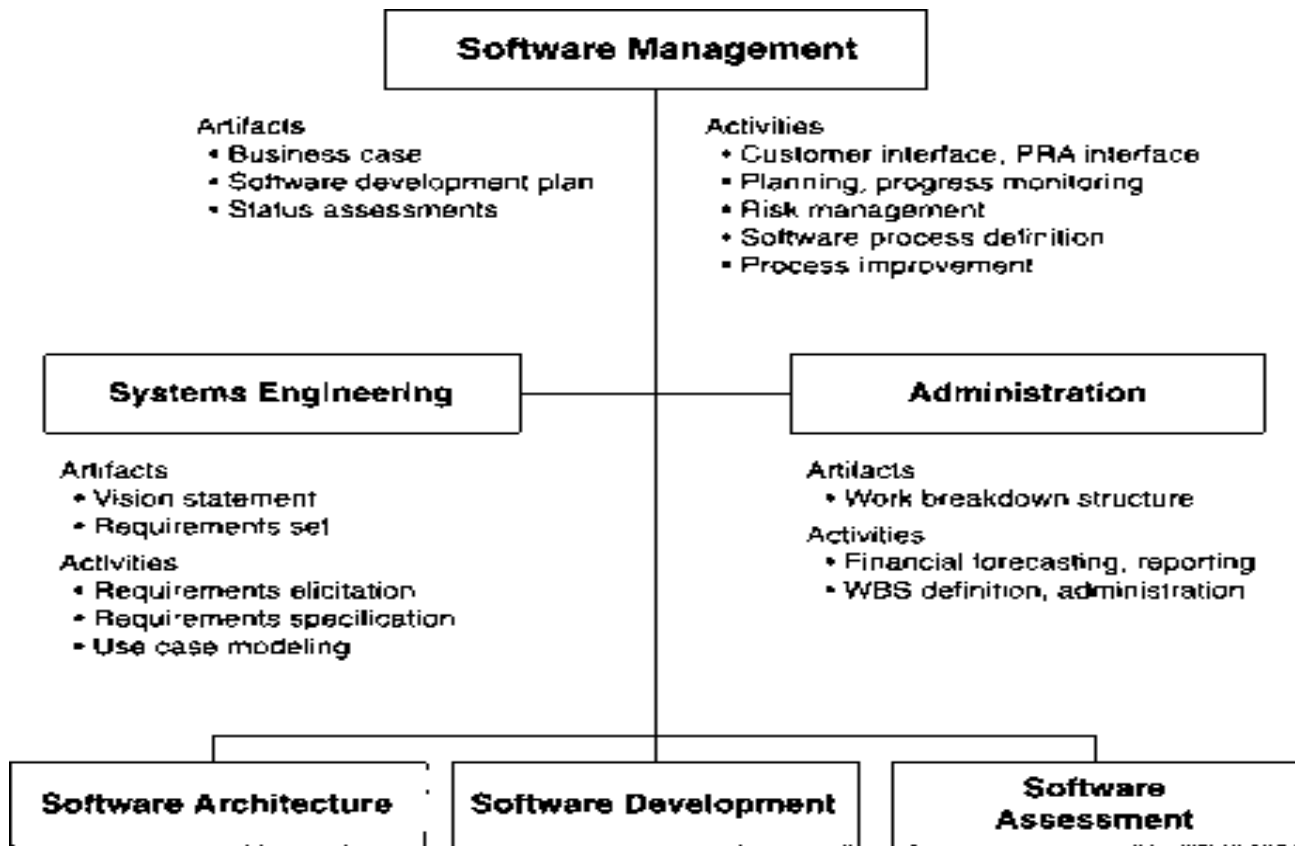 Software Management
Artifacts
• Business case
• Software development plan
• Status assessments
Activities
• Customer interface, PRA interface
• Planning, progress monitoring
• Risk management
• Software process definition
• Process improvement
Systems Engineering
Administration
Artifacts
• Vision statement
• Requirements set
Activities
• Requirements elicitation
• Requirements specification
• Use case modeling
Artifacts
• Work breakdown structure
Activities
• Financial forecasting, reporting
• WBS definition, administration
Software Architecture
Software Development
Software
Assessment